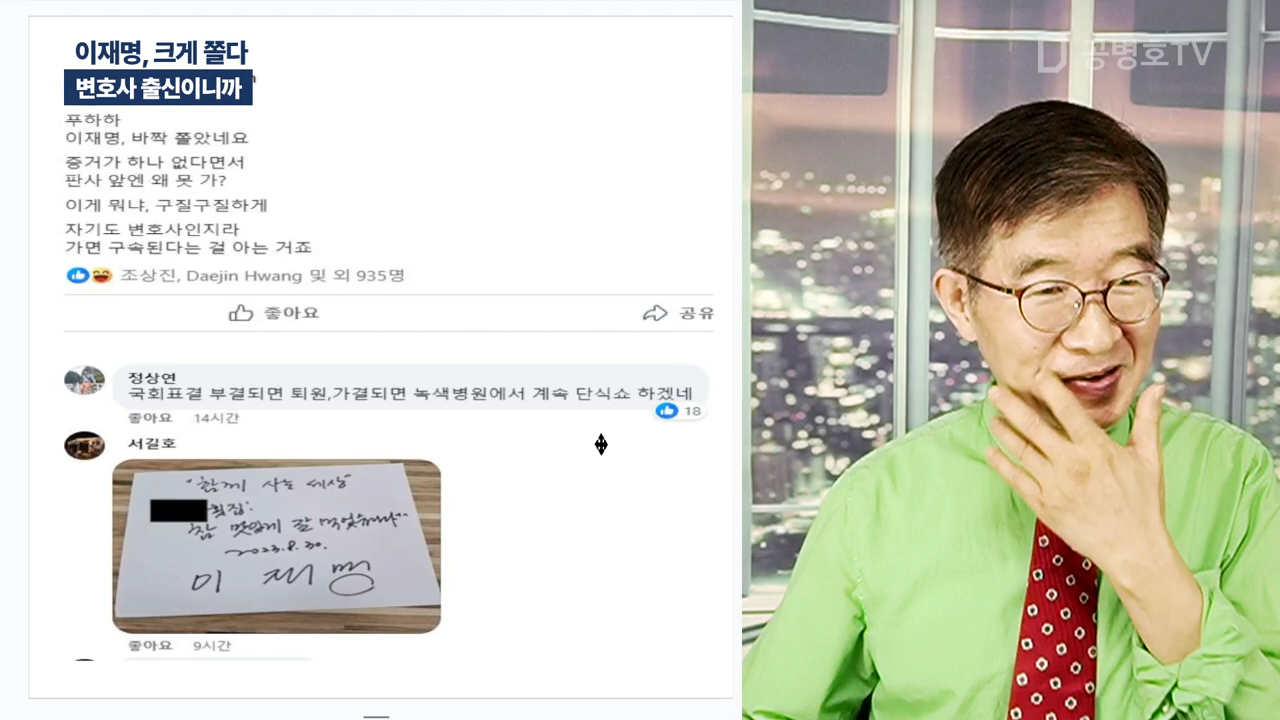 이재명, 크게 쫄다
변호사 출신이니까
푸하하
이재명, 바짝 쫄았네요
증거가 하나 없다면서
판사 앞엔 왜 못 가?
이게 뭐냐, 구질구질하게
자기도 변호사인지라
가면 구속된다는 걸 아는 거죠
조상진, Daejin Hwang 및 외 935명
좋아요
공유
정상연
국회표결 부결되면 퇴원,가결되면 녹색병원에서 계속 단식쇼 하겠네
18
좋아요 14시간
서길호
"함께 사는 세상"
횟집".
참 맛있게 잘 먹었습니다~
2023.8.30.
이 재 명
좋아요 9시간
공병호TV